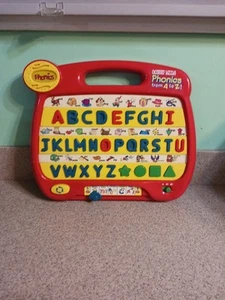 Phonics
Phonics
from A to Z!
ABCDEFGHI
JKLMNOPQRSTU
VWXYZ